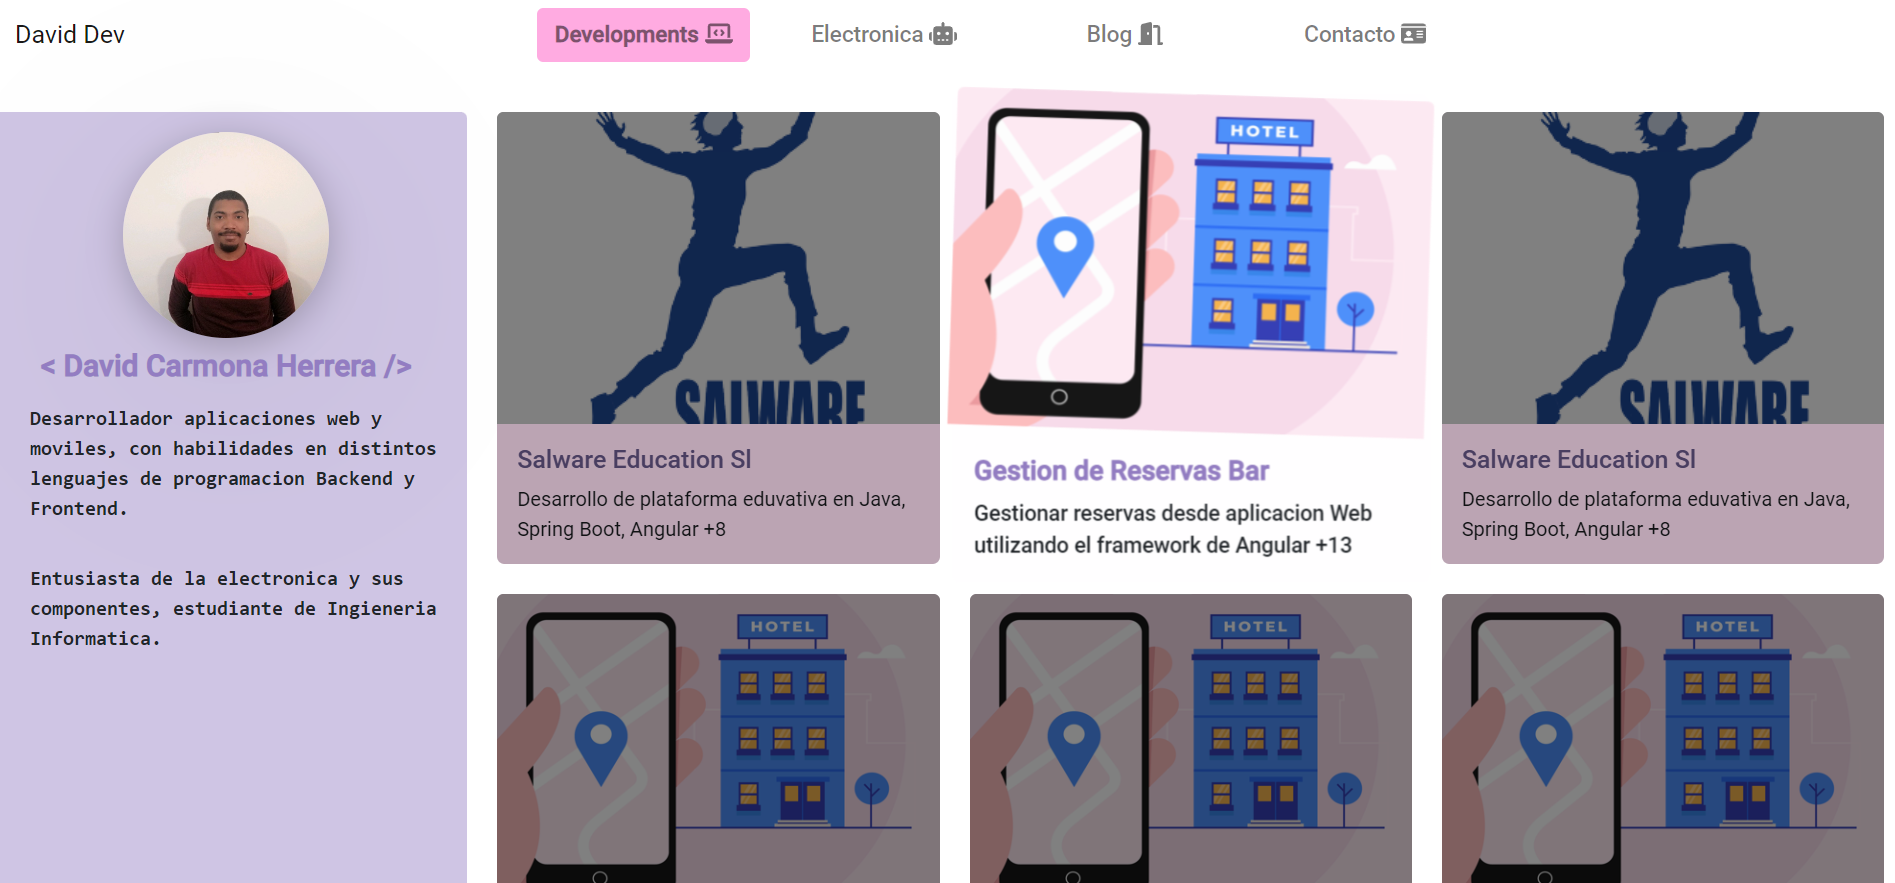 David Dev
Developments
Electronica
Blog
Contacto
< David Carmona Herrera />
Desarrollador aplicaciones web y
moviles, con habilidades en distintos
lenguajes de programacion Backend y
Frontend.
Entusiasta de la electronica y sus
componentes, estudiante de Ingieneria
Informatica.
SALWARE
Salware Education Sl
Desarrollo de plataforma eduvativa en Java,
Spring Boot, Angular +8
HOTEL
Gestion de Reservas Bar
Gestionar reservas desde aplicacion Web
utilizando el framework de Angular +13
SALWARE
Salware Education Sl
Desarrollo de plataforma eduvativa en Java,
Spring Boot, Angular +8
HOTEL
HOTEL
HOTEL